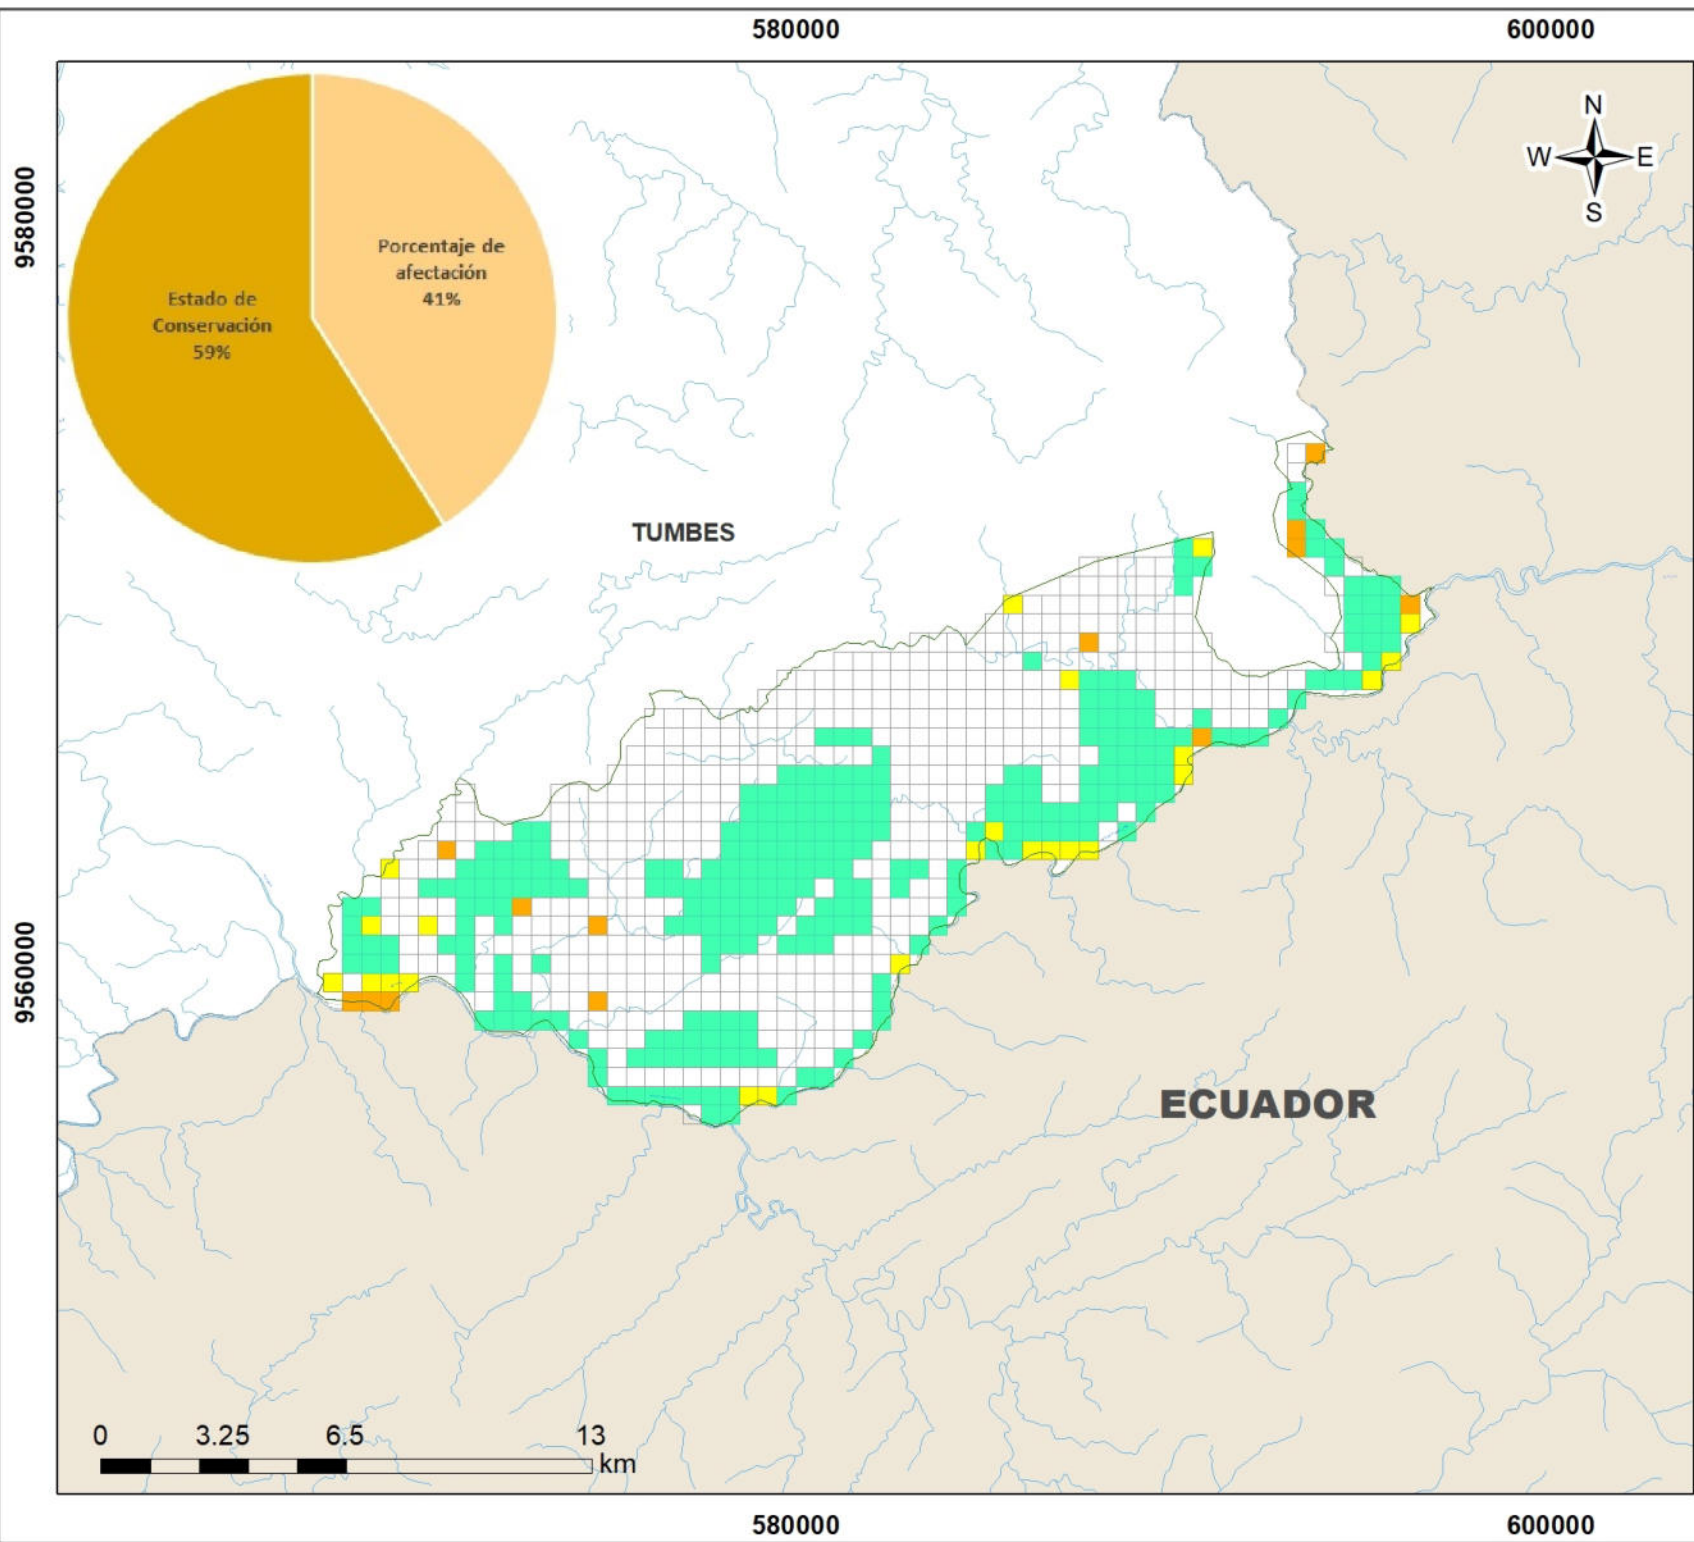 580000
600000
N
W
E
S
9580000
Porcentaje de
afectación
41%
Estado de
Conservación
59%
TUMBES
9560000
ECUADOR
0
3.25
6.5
13
km
580000
600000